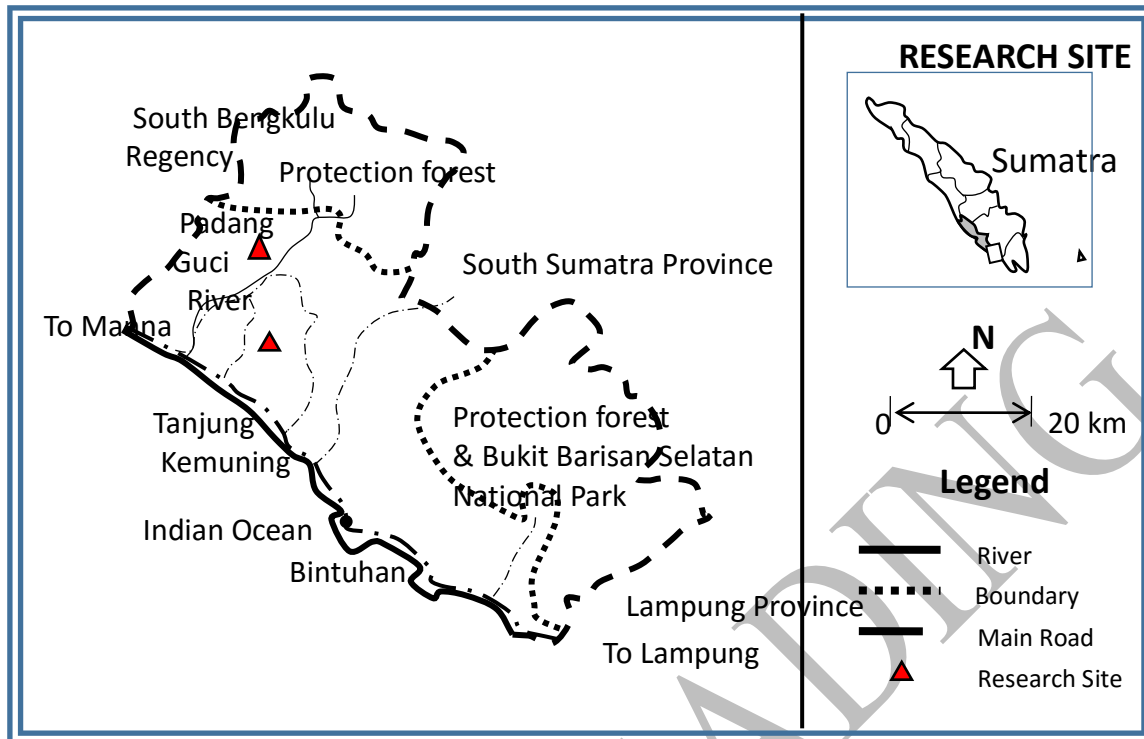 RESEARCH SITE
South Bengkulu
Regency
Protection forest
Sumatra
Padang
Guci
River
South Sumatra Province
To Manna
N
0
20 km
Tanjung
Kemuning
Protection forest
& Bukit Barisan Selatan
National Park
Indian Ocean
Bintuhan
Lampung Province
To Lampung
Legend
River
Boundary
Main Road
Research Site
ADING